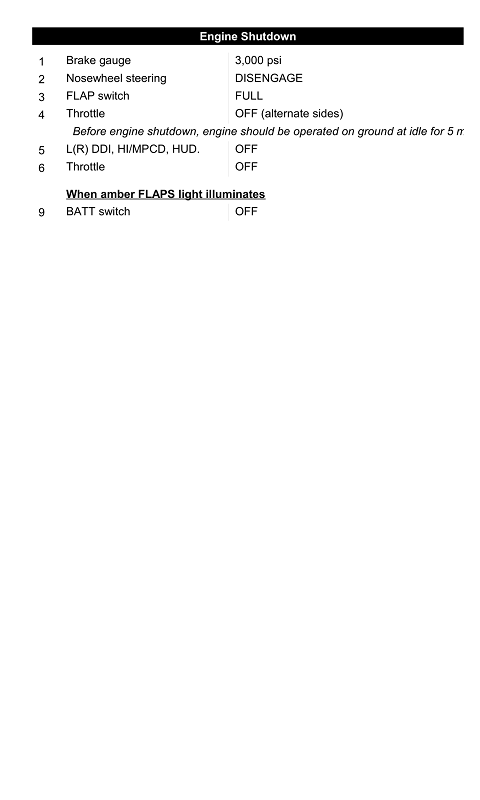 Engine Shutdown
1 Brake gauge 3,000 psi
2 Nosewheel steering DISENGAGE
3 FLAP switch FULL
4 Throttle OFF (alternate sides)
Before engine shutdown, engine should be operated on ground at idle for 5 m
5 L(R) DDI, HI/MPCD, HUD. OFF
6 Throttle OFF
When amber FLAPS light illuminates
9 BATT switch OFF